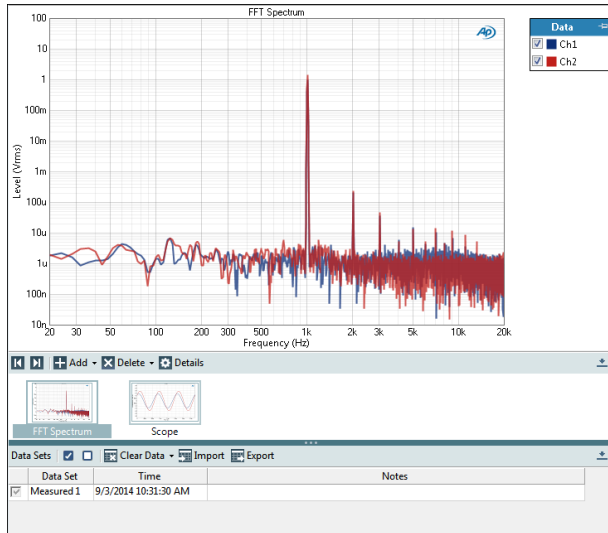 FFT Spectrum
100
10
1
100m
10m
1m
100u
10u
1u
100n
10n
Level (Vrms)
20 30 50 100 200 300 500 1k 2k 3k 5k 10k 20k
Frequency (Hz)
AP
Data
Ch1
Ch2
Add Delete Details
FFT Spectrum Scope
Data Sets Clear Data Import Export
Data Set Time Notes
Measured 1 9/3/2014 10:31:30 AM